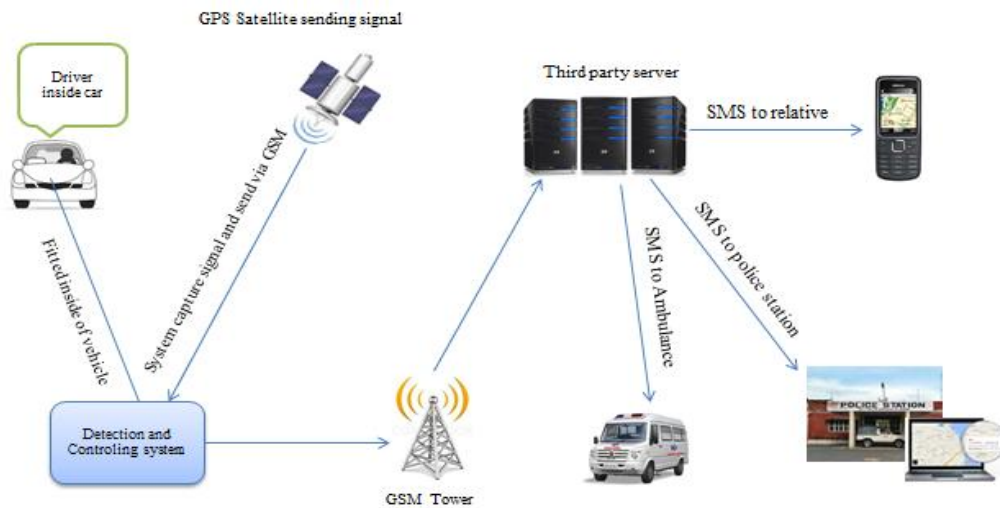 GPS Satellite sending signal
Driver
inside car
Third party server
SMS to relative
Fitted inside of vehicle
System capture signal and send via GSM
SMS to Ambulance
SMS to police station
Detection and
Controling system
GSM Tower
POLICE STATION